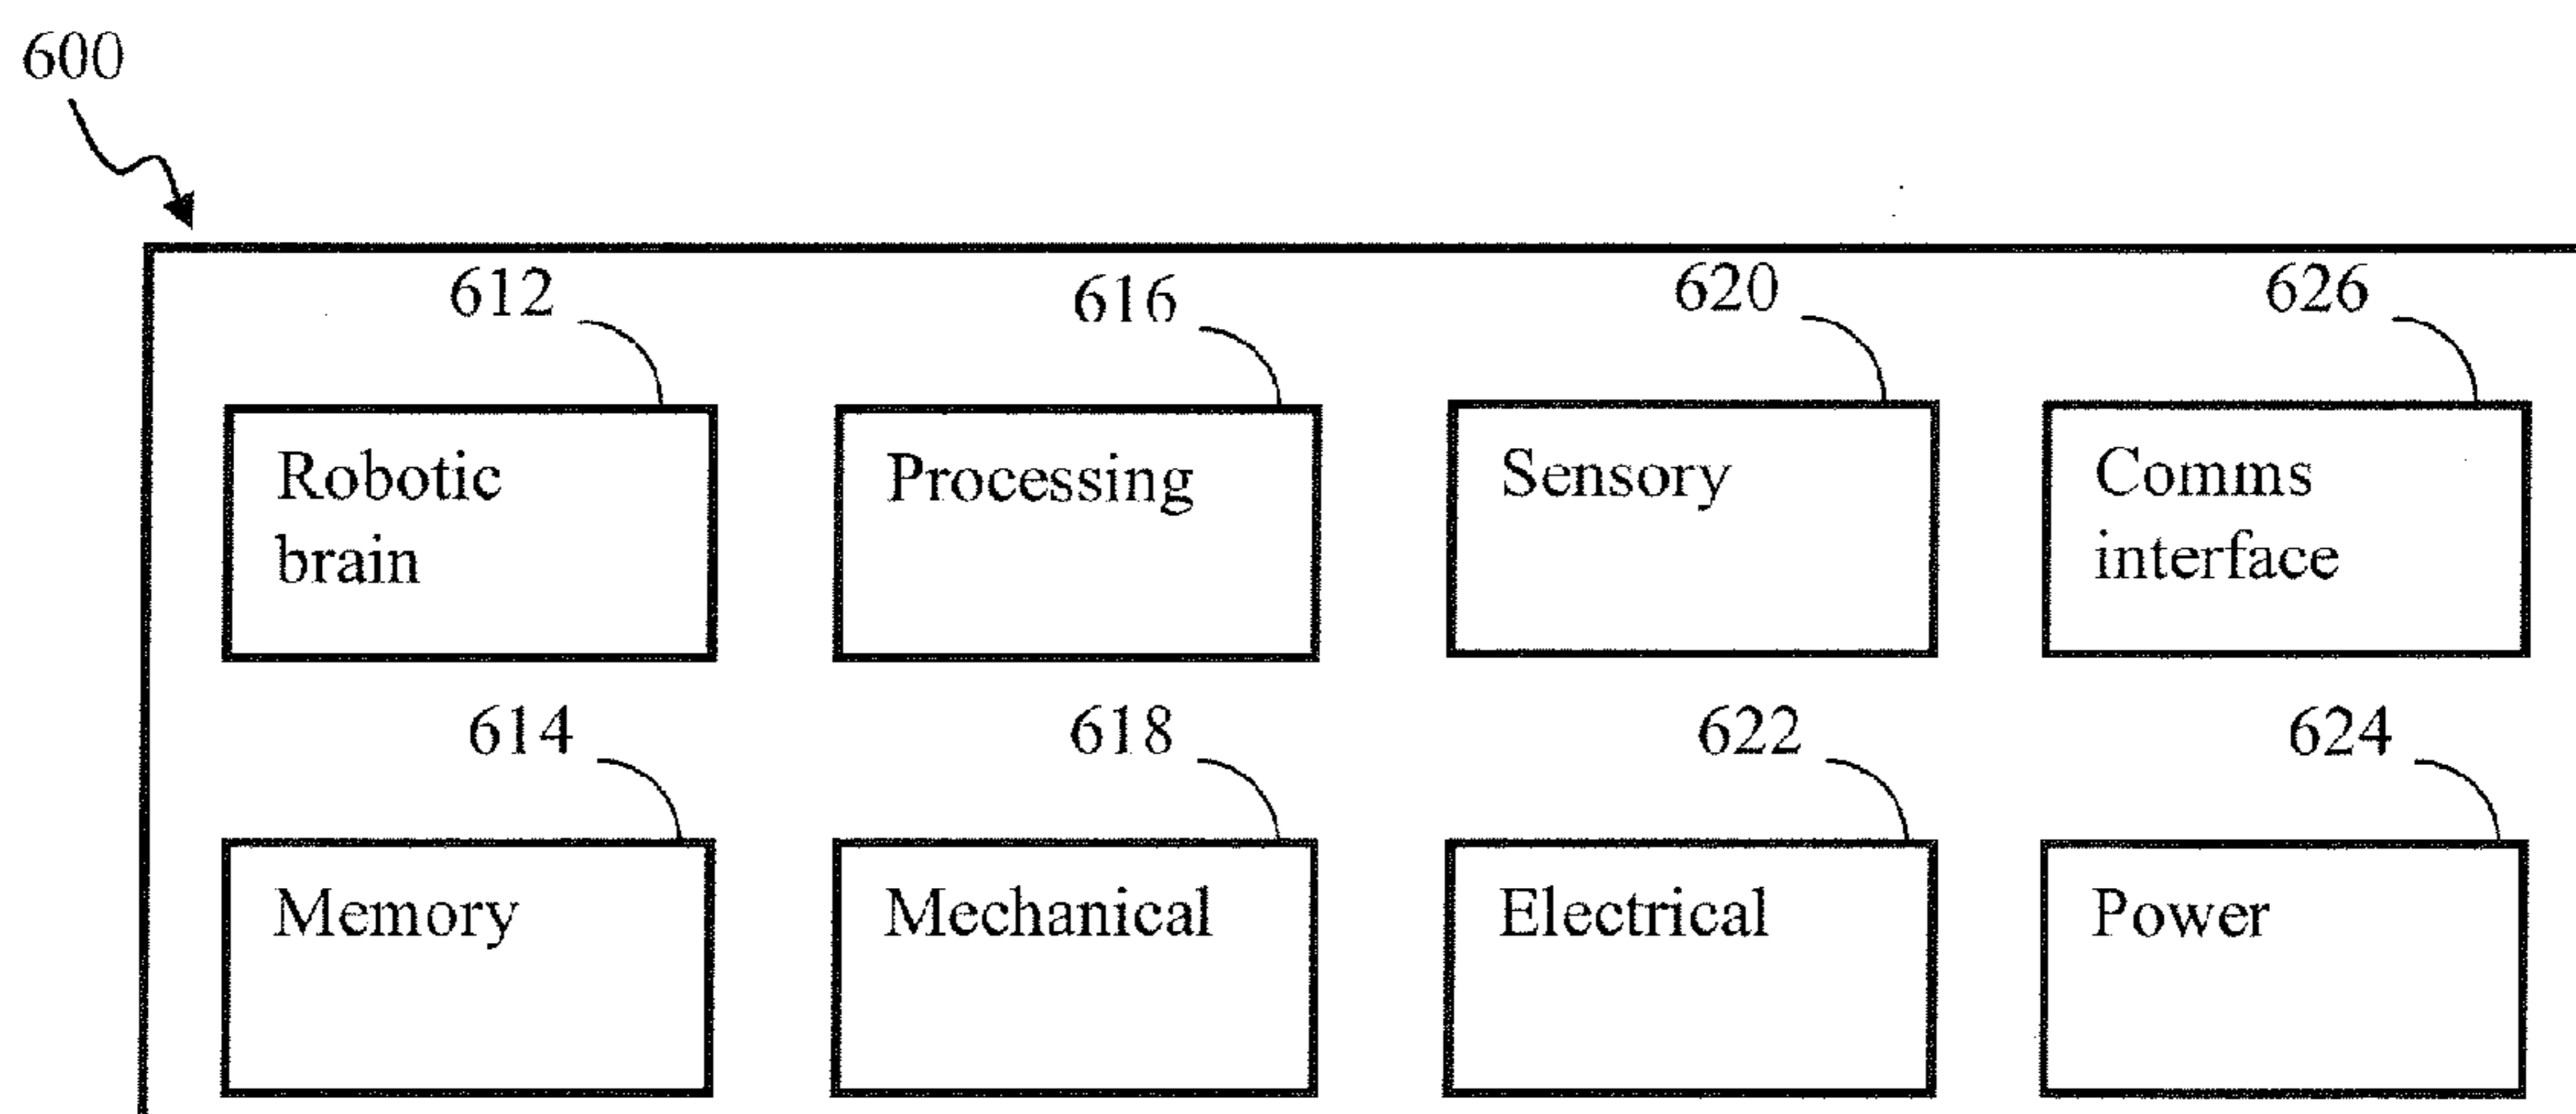 600
612
616
620
626
Robotic
brain
Processing
Sensory
Comms
interface
614
618
622
624
Memory
Mechanical
Electrical
Power